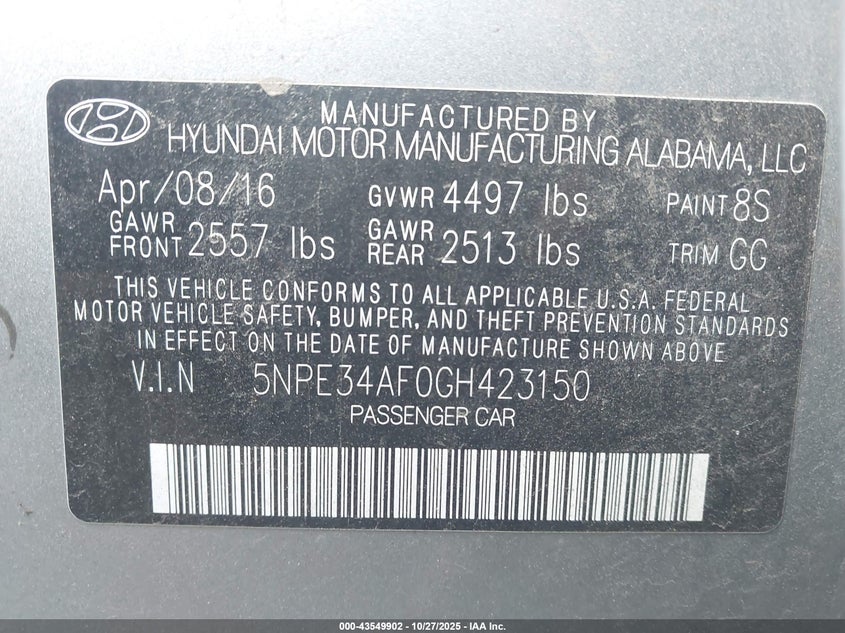 MANUFACTURED BY
HYUNDAI MOTOR MANUFACTURING ALABAMA, LLC
Apr/08/16 GVWR 4497 lbs PAINT 8S
GAWR FRONT 2557 lbs GAWR REAR 2513 lbs TRIM GG
THIS VEHICLE CONFORMS TO ALL APPLICABLE U.S.A. FEDERAL
MOTOR VEHICLE SAFETY, BUMPER, AND THEFT PREVENTION STANDARDS
IN EFFECT ON THE DATE OF MANUFACTURE SHOWN ABOVE.
V.I.N 5NPE34AF0GH423150
PASSENGER CAR
000-43549902 - 10/27/2025 - IAA Inc.